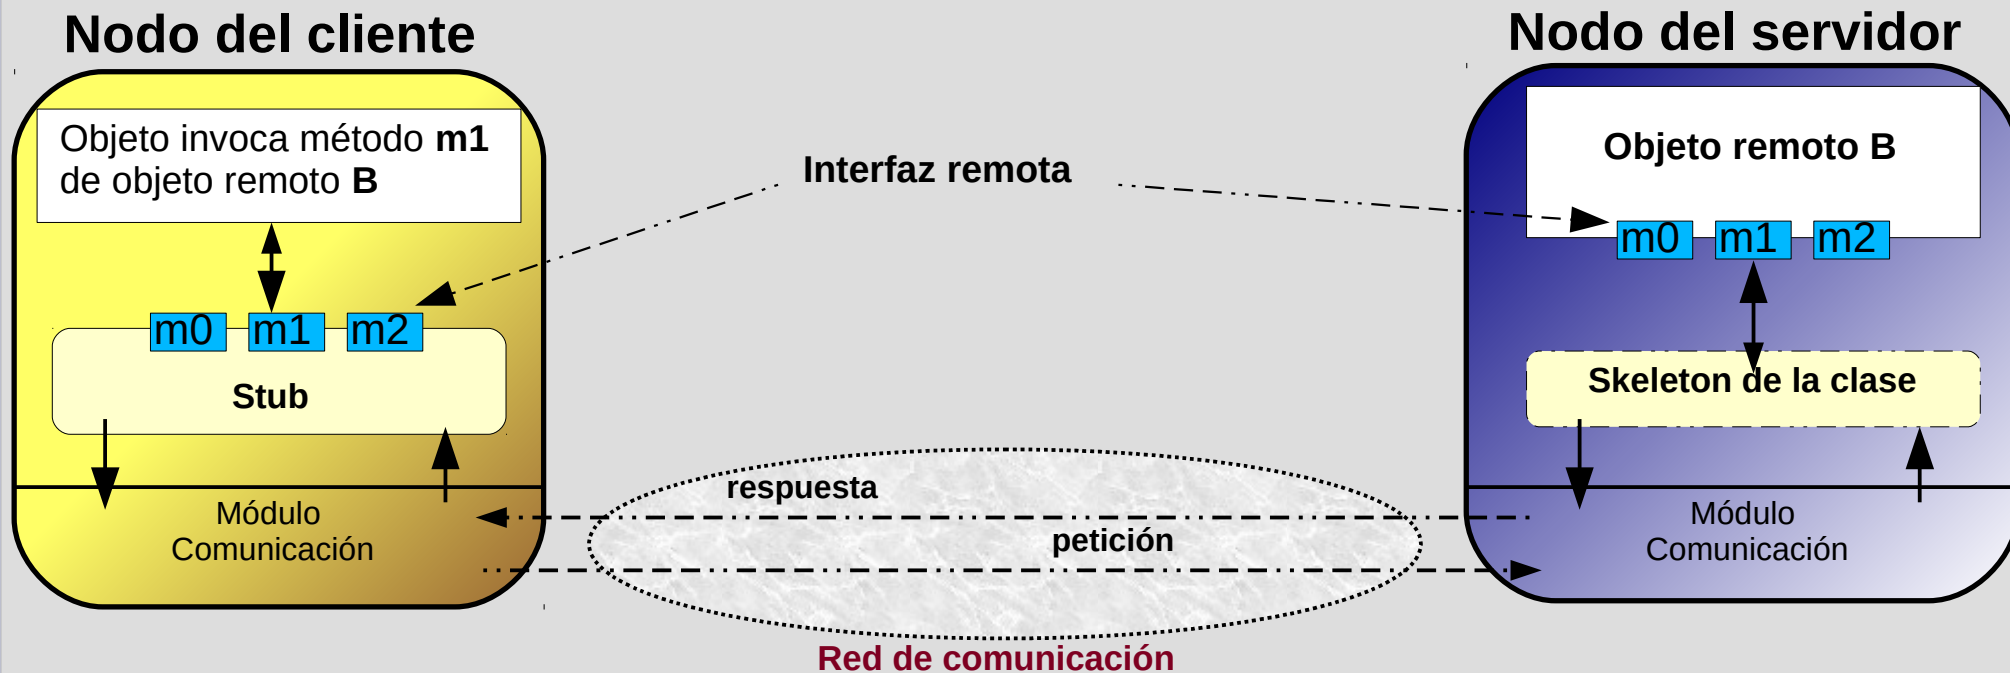 Nodo del cliente
Nodo del servidor
Objeto invoca método m1
de objeto remoto B
Interfaz remota
Objeto remoto B
m0 m1 m2
m0 m1 m2
Stub
Skeleton de la clase
respuesta
petición
Módulo
Comunicación
Módulo
Comunicación
Red de comunicación